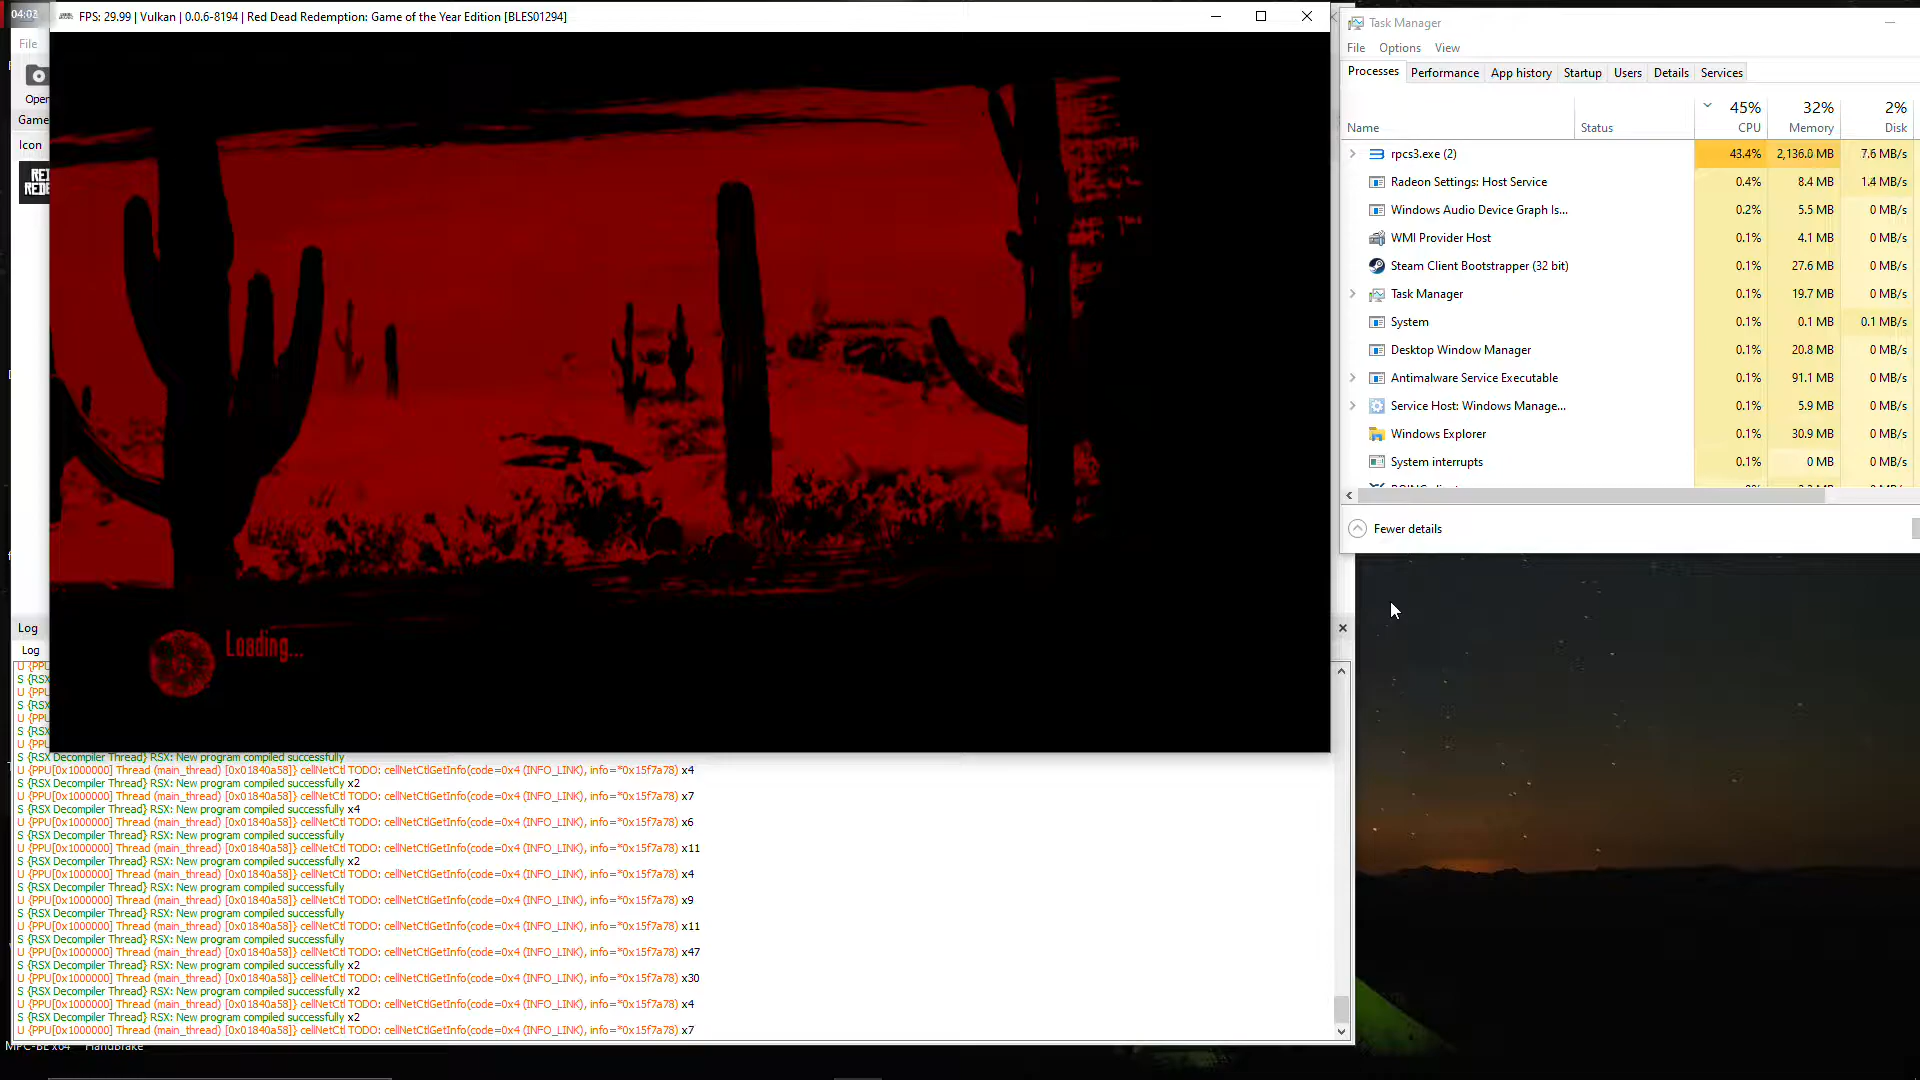 04:03
FPS: 29.99 | Vulkan | 0.0.6-8194 | Red Dead Redemption: Game of the Year Edition [BLES01294]
File
Open
Game
Icon
RED
REDE
Loading...
Log
Log
U {PPU
S {RSX
U {PPU
S {RSX
U {PPU
S {RSX
U {PPU
S {RSX Decompiler Thread} RSX: New program compiled successfully
U {PPU[0x1000000] Thread (main_thread) [0x01840a58]} cellNetCtl TODO: cellNetCtlGetInfo(code=0x4 (INFO_LINK), info=*0x15f7a78) x4
S {RSX Decompiler Thread} RSX: New program compiled successfully x2
U {PPU[0x1000000] Thread (main_thread) [0x01840a58]} cellNetCtl TODO: cellNetCtlGetInfo(code=0x4 (INFO_LINK), info=*0x15f7a78) x7
S {RSX Decompiler Thread} RSX: New program compiled successfully x4
U {PPU[0x1000000] Thread (main_thread) [0x01840a58]} cellNetCtl TODO: cellNetCtlGetInfo(code=0x4 (INFO_LINK), info=*0x15f7a78) x6
S {RSX Decompiler Thread} RSX: New program compiled successfully
U {PPU[0x1000000] Thread (main_thread) [0x01840a58]} cellNetCtl TODO: cellNetCtlGetInfo(code=0x4 (INFO_LINK), info=*0x15f7a78) x11
S {RSX Decompiler Thread} RSX: New program compiled successfully x2
U {PPU[0x1000000] Thread (main_thread) [0x01840a58]} cellNetCtl TODO: cellNetCtlGetInfo(code=0x4 (INFO_LINK), info=*0x15f7a78) x4
S {RSX Decompiler Thread} RSX: New program compiled successfully
U {PPU[0x1000000] Thread (main_thread) [0x01840a58]} cellNetCtl TODO: cellNetCtlGetInfo(code=0x4 (INFO_LINK), info=*0x15f7a78) x9
S {RSX Decompiler Thread} RSX: New program compiled successfully
U {PPU[0x1000000] Thread (main_thread) [0x01840a58]} cellNetCtl TODO: cellNetCtlGetInfo(code=0x4 (INFO_LINK), info=*0x15f7a78) x11
S {RSX Decompiler Thread} RSX: New program compiled successfully
U {PPU[0x1000000] Thread (main_thread) [0x01840a58]} cellNetCtl TODO: cellNetCtlGetInfo(code=0x4 (INFO_LINK), info=*0x15f7a78) x47
S {RSX Decompiler Thread} RSX: New program compiled successfully x2
U {PPU[0x1000000] Thread (main_thread) [0x01840a58]} cellNetCtl TODO: cellNetCtlGetInfo(code=0x4 (INFO_LINK), info=*0x15f7a78) x30
S {RSX Decompiler Thread} RSX: New program compiled successfully x2
U {PPU[0x1000000] Thread (main_thread) [0x01840a58]} cellNetCtl TODO: cellNetCtlGetInfo(code=0x4 (INFO_LINK), info=*0x15f7a78) x4
S {RSX Decompiler Thread} RSX: New program compiled successfully x2
U {PPU[0x1000000] Thread (main_thread) [0x01840a58]} cellNetCtl TODO: cellNetCtlGetInfo(code=0x4 (INFO_LINK), info=*0x15f7a78) x7
MPC-BE x64 HandBrake
Task Manager
File Options View
Processes Performance App history Startup Users Details Services
45% 32% 2%
Name Status CPU Memory Disk
rpcs3.exe (2) 43.4% 2,136.0 MB 7.6 MB/s
Radeon Settings: Host Service 0.4% 8.4 MB 1.4 MB/s
Windows Audio Device Graph Is... 0.2% 5.5 MB 0 MB/s
WMI Provider Host 0.1% 4.1 MB 0 MB/s
Steam Client Bootstrapper (32 bit) 0.1% 27.6 MB 0 MB/s
Task Manager 0.1% 19.7 MB 0 MB/s
System 0.1% 0.1 MB 0.1 MB/s
Desktop Window Manager 0.1% 20.8 MB 0 MB/s
Antimalware Service Executable 0.1% 91.1 MB 0 MB/s
Service Host: Windows Manage... 0.1% 5.9 MB 0 MB/s
Windows Explorer 0.1% 30.9 MB 0 MB/s
System interrupts 0.1% 0 MB 0 MB/s
Fewer details